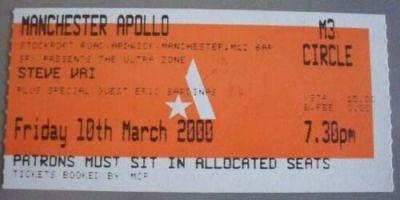 MANCHESTER APOLLO M3
STOCKPORT ROAD, ARDWICK, MANCHESTER, M12 6AP CIRCLE
PRESENTS THE ULTRA ZONE
STEVE VAI
PLUS SPECIAL GUEST ERIC SARDINAS
Friday 10th March 2000 7.30pm
PATRONS MUST SIT IN ALLOCATED SEATS
TICKETS BOOKED BY MCP